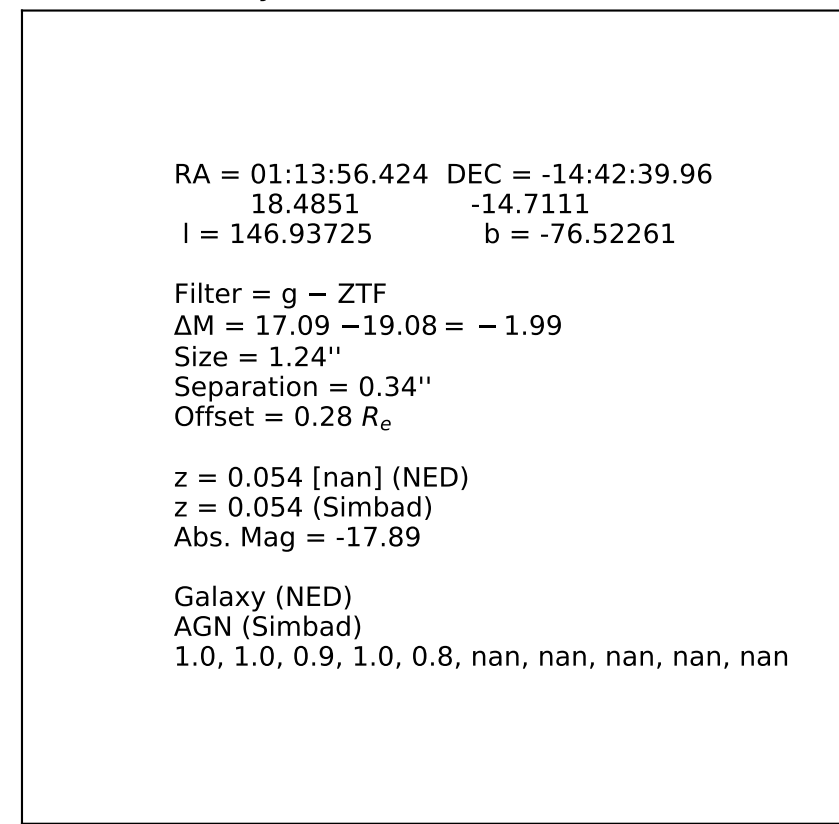 RA = 01:13:56.424 DEC = -14:42:39.96
18.4851 -14.7111
l = 146.93725 b = -76.52261
Filter = g − ZTF
ΔM = 17.09 −19.08 = − 1.99
Size = 1.24''
Separation = 0.34''
Offset = 0.28 Re
z = 0.054 [nan] (NED)
z = 0.054 (Simbad)
Abs. Mag = -17.89
Galaxy (NED)
AGN (Simbad)
1.0, 1.0, 0.9, 1.0, 0.8, nan, nan, nan, nan, nan